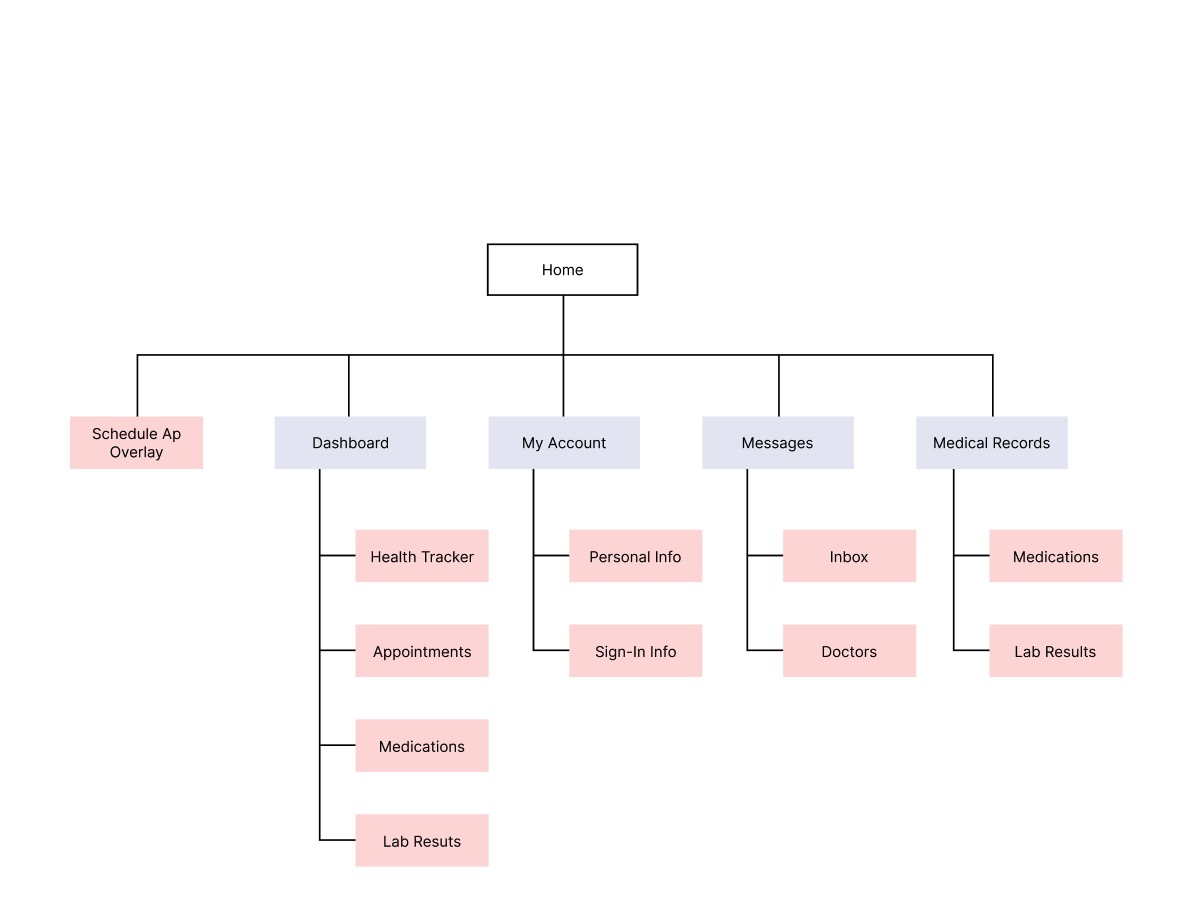 Home
Schedule Ap
Overlay
Dashboard
My Account
Messages
Medical Records
Health Tracker
Personal Info
Inbox
Medications
Appointments
Sign-In Info
Doctors
Lab Results
Medications
Lab Resuts